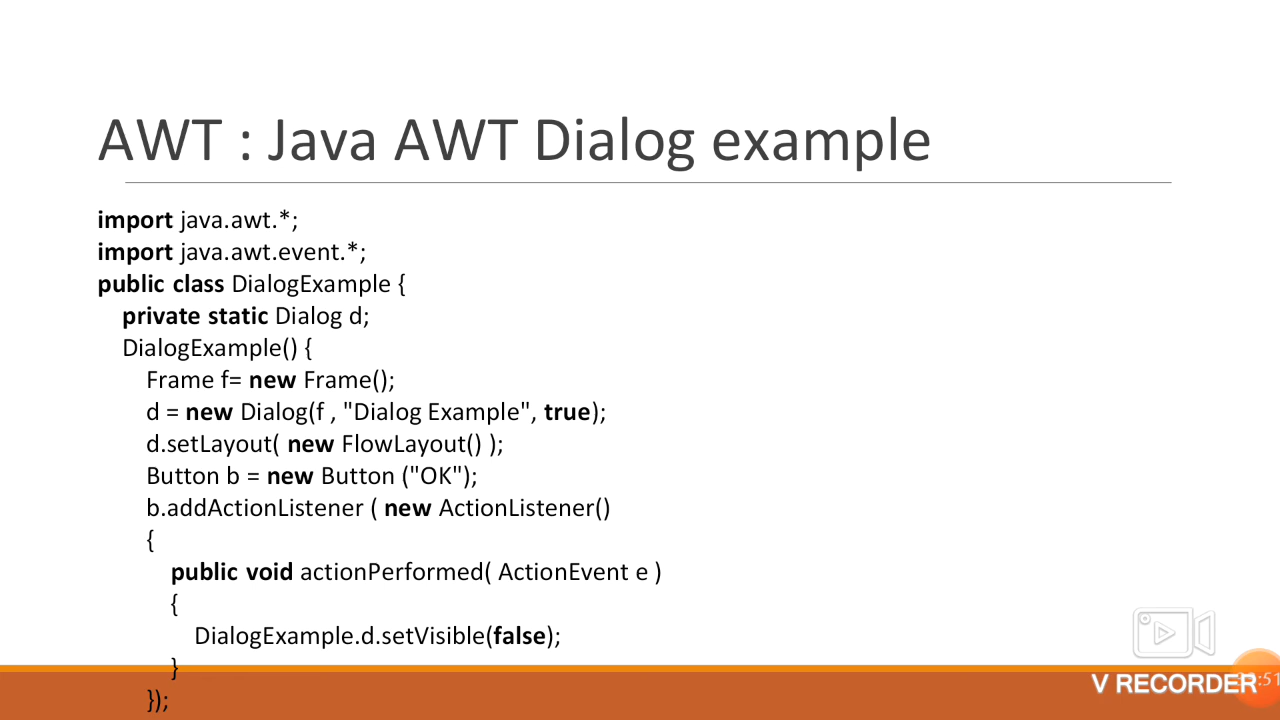 AWT : Java AWT Dialog example
import java.awt.*;
import java.awt.event.*;
public class DialogExample {
private static Dialog d;
DialogExample() {
Frame f= new Frame();
d = new Dialog(f , "Dialog Example", true);
d.setLayout( new FlowLayout() );
Button b = new Button ("OK");
b.addActionListener ( new ActionListener()
{
public void actionPerformed( ActionEvent e )
{
DialogExample.d.setVisible(false);
}
});
V RECORDER